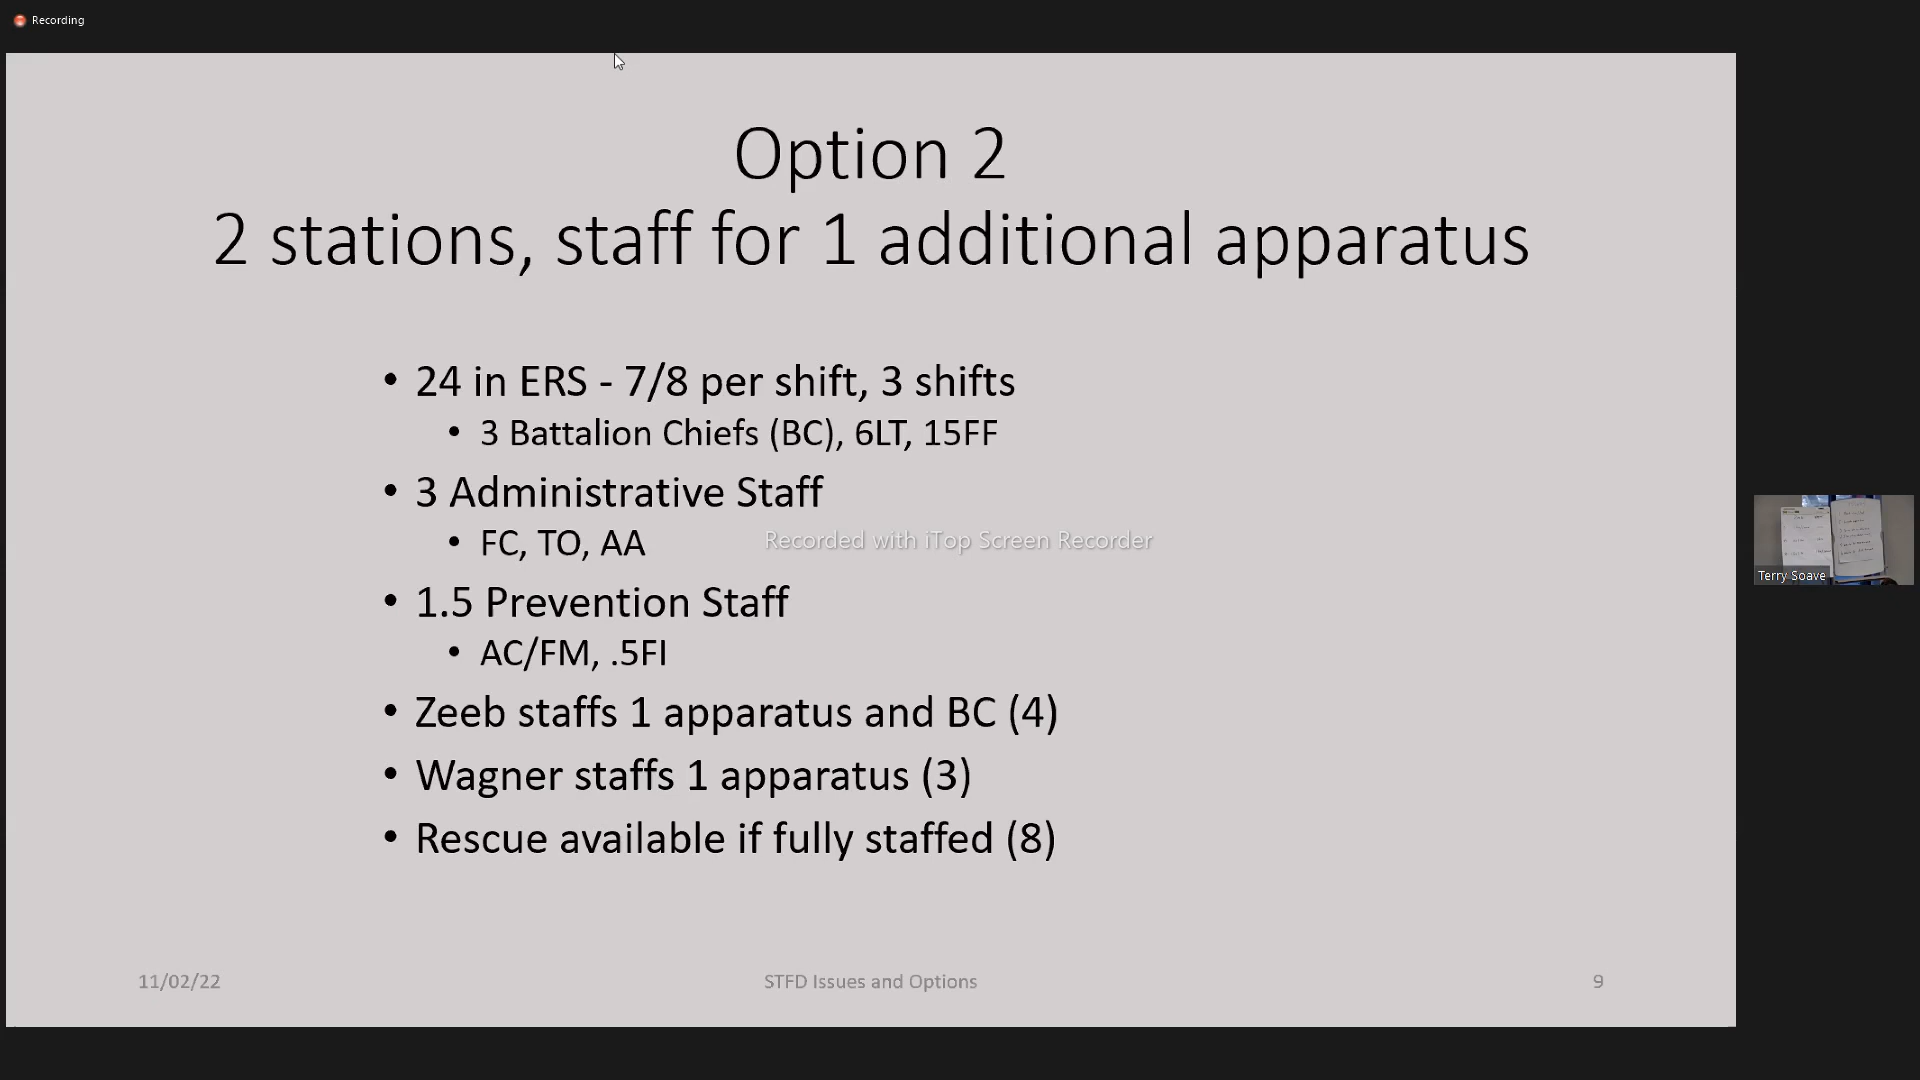 Recording
Option 2
2 stations, staff for 1 additional apparatus
• 24 in ERS - 7/8 per shift, 3 shifts
• 3 Battalion Chiefs (BC), 6LT, 15FF
• 3 Administrative Staff
• FC, TO, AA
Recorded with iTop Screen Recorder
• 1.5 Prevention Staff
• AC/FM, .5FI
• Zeeb staffs 1 apparatus and BC (4)
• Wagner staffs 1 apparatus (3)
• Rescue available if fully staffed (8)
11/02/22
STFD Issues and Options
9
Terry Soave